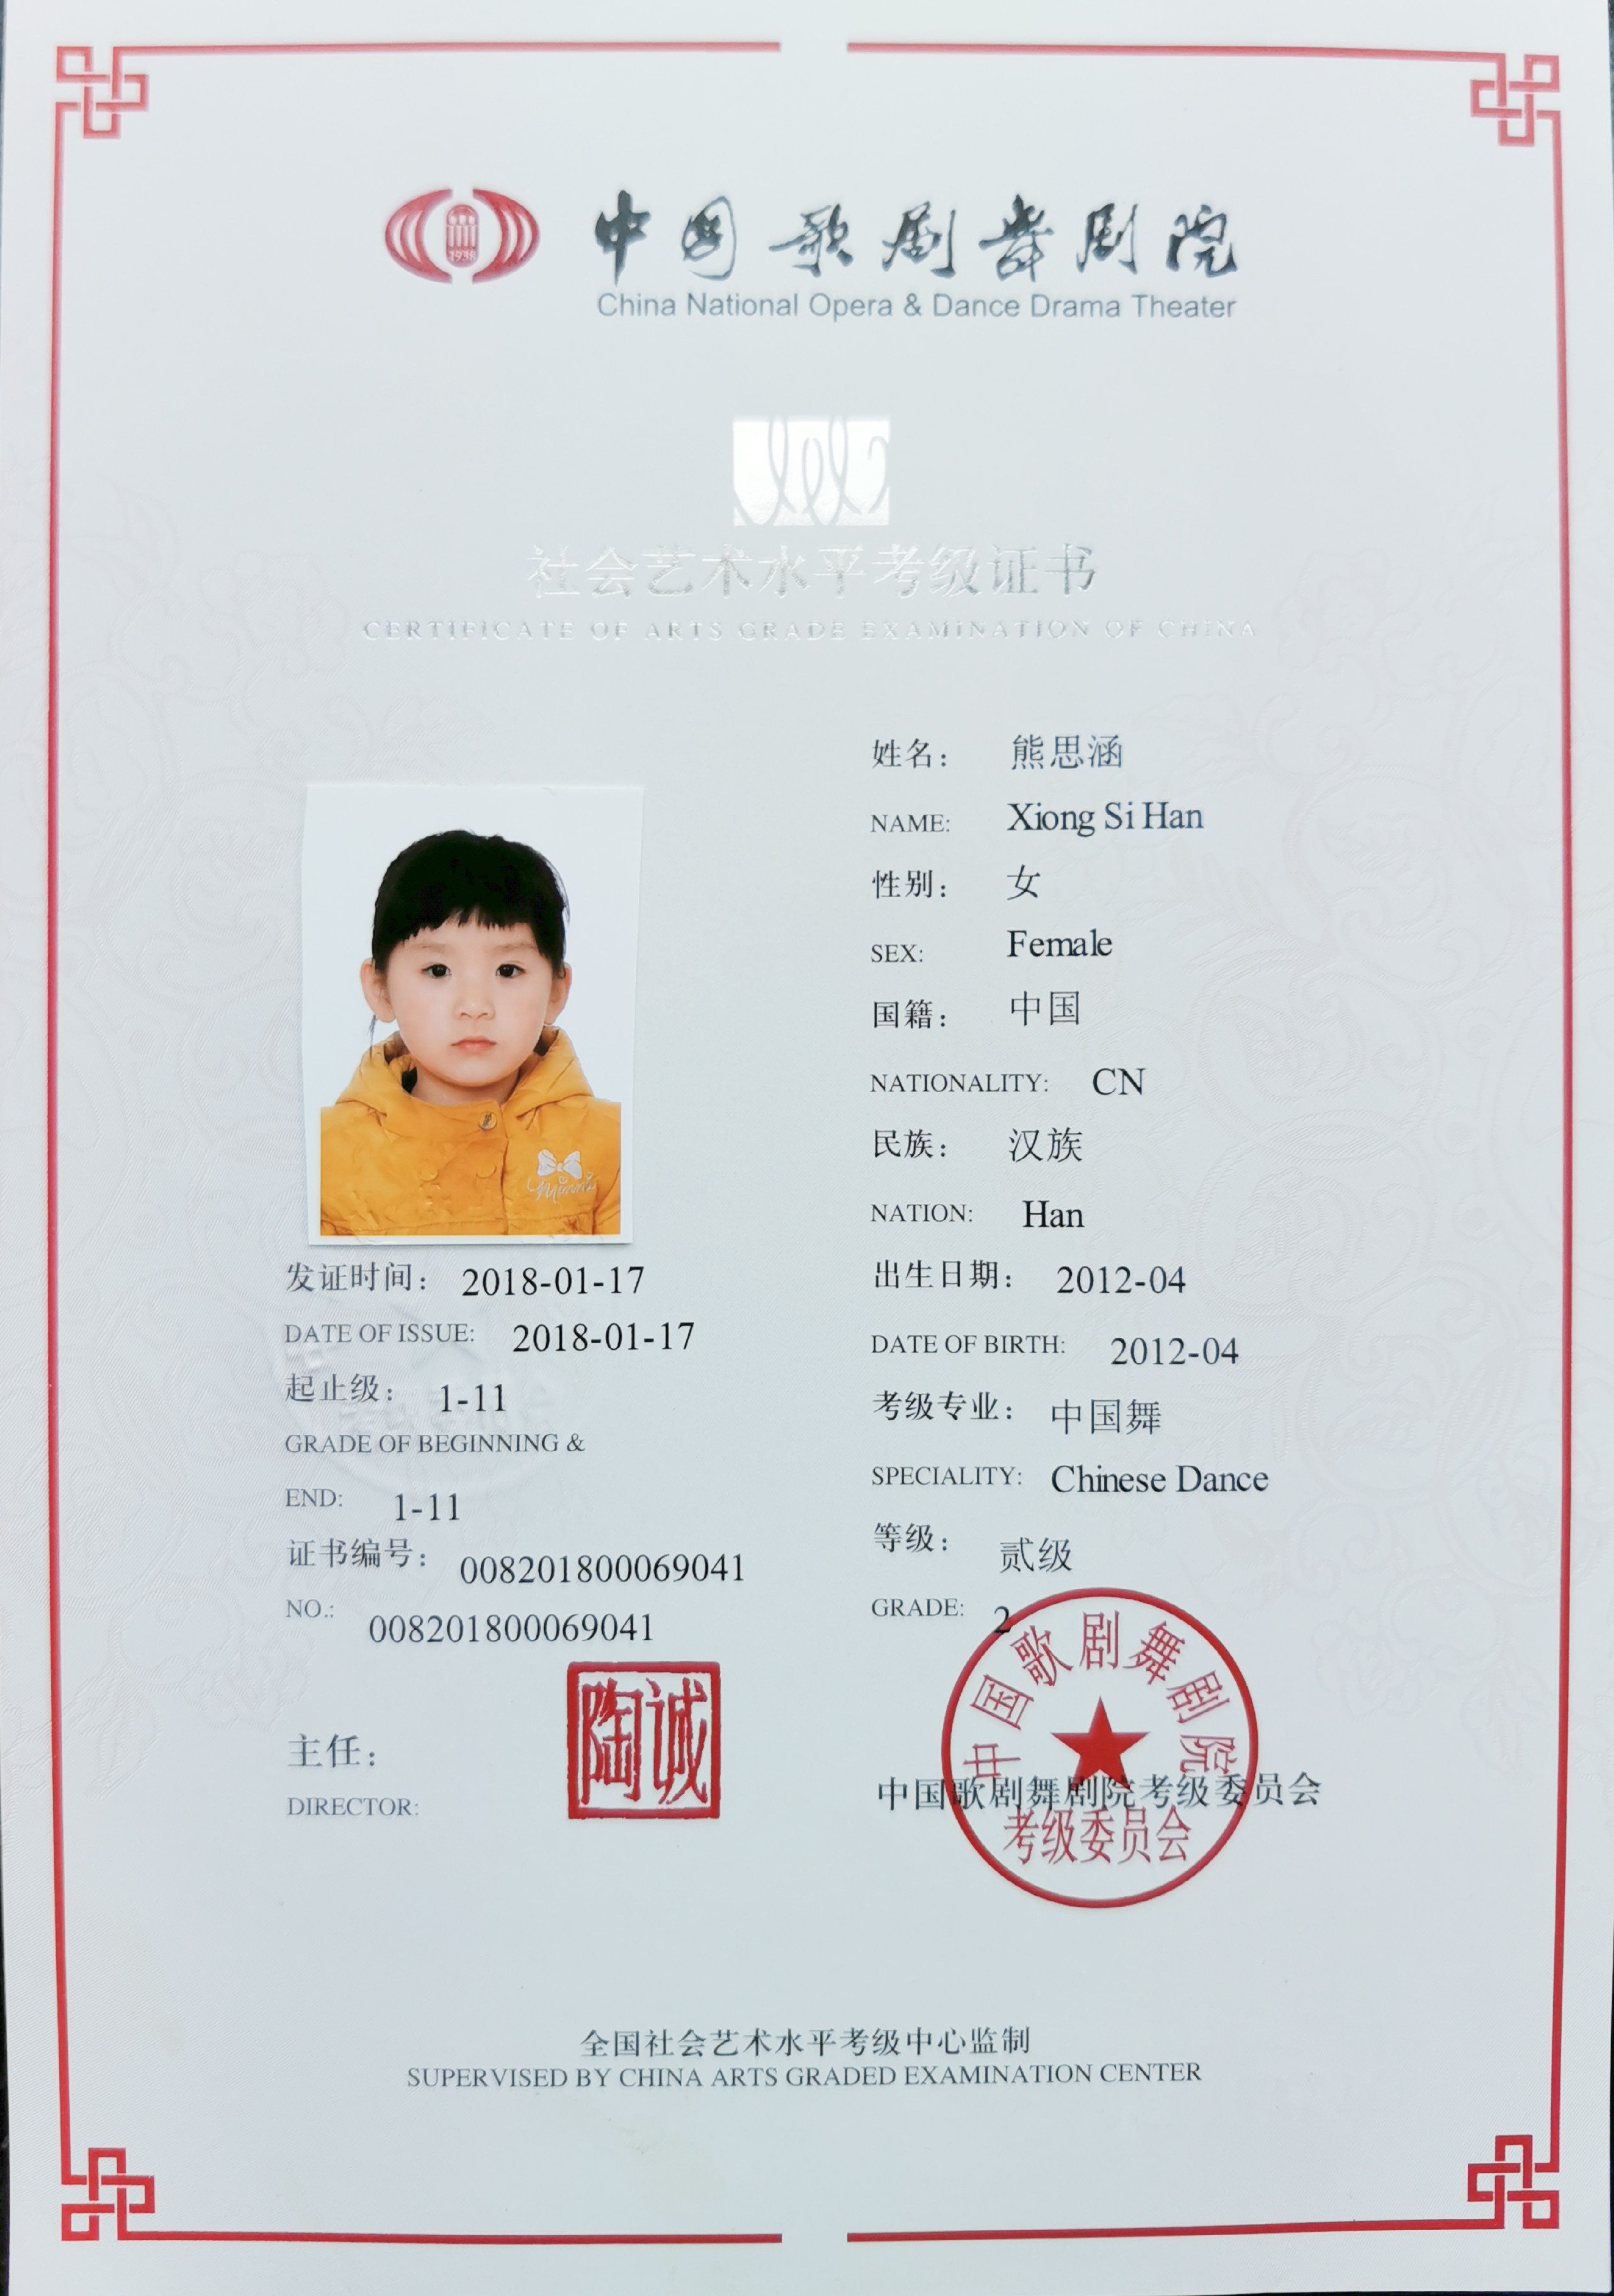 中国歌剧舞剧院
China National Opera & Dance Drama Theater
1938
社会艺术水平考级证书
CERTIFICATE OF ARTS GRADE EXAMINATION OF CHINA
姓名： 熊思涵
NAME: Xiong Si Han
性别： 女
SEX: Female
国籍： 中国
NATIONALITY: CN
民族： 汉族
NATION: Han
出生日期： 2012-04
DATE OF BIRTH: 2012-04
考级专业： 中国舞
SPECIALITY: Chinese Dance
等级： 贰级
GRADE: 2
发证时间： 2018-01-17
DATE OF ISSUE: 2018-01-17
起止级： 1-11
GRADE OF BEGINNING &
END: 1-11
证书编号： 008201800069041
NO.: 008201800069041
主任：
DIRECTOR:
陶诚
中国歌剧舞剧院
中国歌剧舞剧院考级委员会
考级委员会
全国社会艺术水平考级中心监制
SUPERVISED BY CHINA ARTS GRADED EXAMINATION CENTER